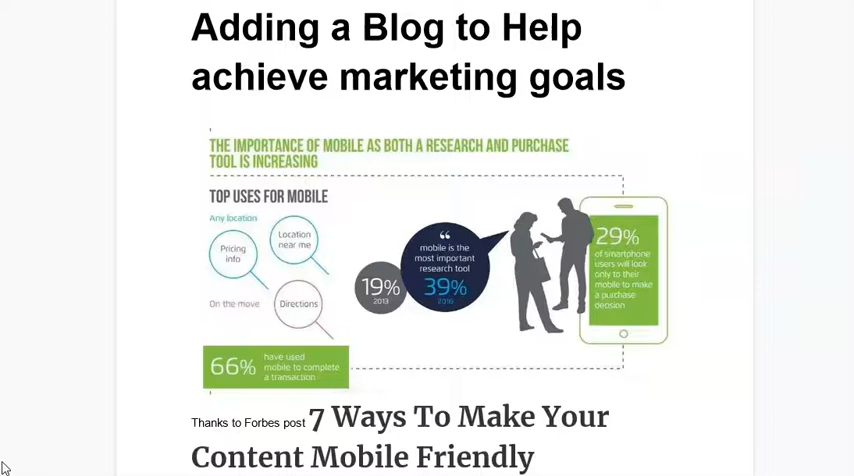 Adding a Blog to Help
achieve marketing goals
THE IMPORTANCE OF MOBILE AS BOTH A RESEARCH AND PURCHASE
TOOL IS INCREASING
TOP USES FOR MOBILE
Any location
Pricing
info
Location
near me
On the move
Directions
19%
2013
“
mobile is the
most important
research tool
39%
2016
29%
of smartphone
users will look
only to their
mobile to make
a purchase
decision
66%
have used
mobile to complete
a transaction
Thanks to Forbes post 7 Ways To Make Your
Content Mobile Friendly